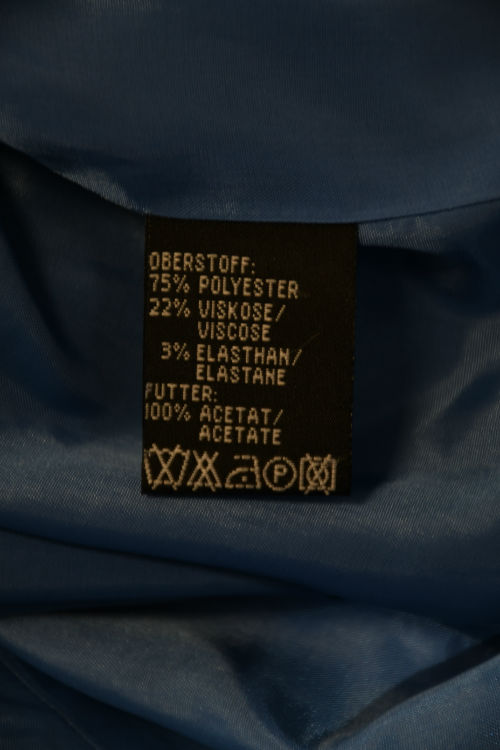 OBERSTOFF:
75% POLYESTER
22% VISKOSE/
VISCOSE
3% ELASTHAN/
ELASTANE
FUTTER:
100% ACETAT/
ACETATE
P